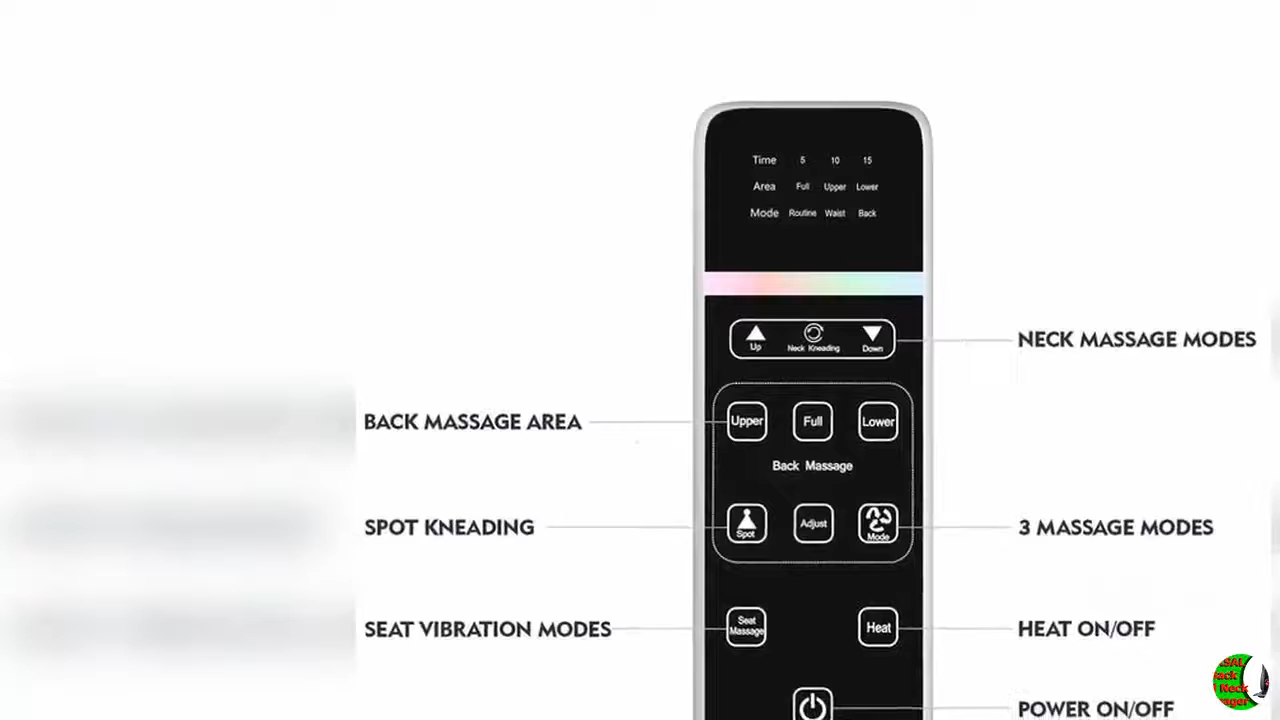 Time 5 10 15
Area Full Upper Lower
Mode Routine Waist Back
Up Neck Kneading Down
NECK MASSAGE MODES
BACK MASSAGE AREA
Upper Full Lower
Back Massage
SPOT KNEADING
Spot
Adjust
Mode
3 MASSAGE MODES
SEAT VIBRATION MODES
Seat
Massage
Heat
HEAT ON/OFF
POWER ON/OFF